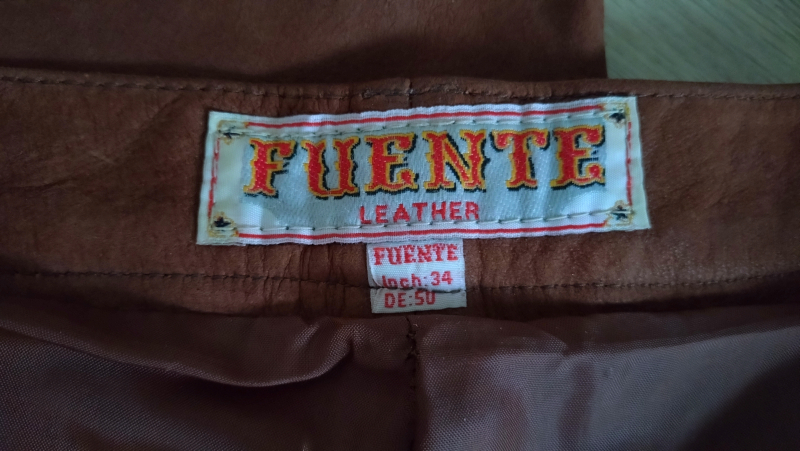 FUENTE
LEATHER
FUENTE
Inch:34
DE:50